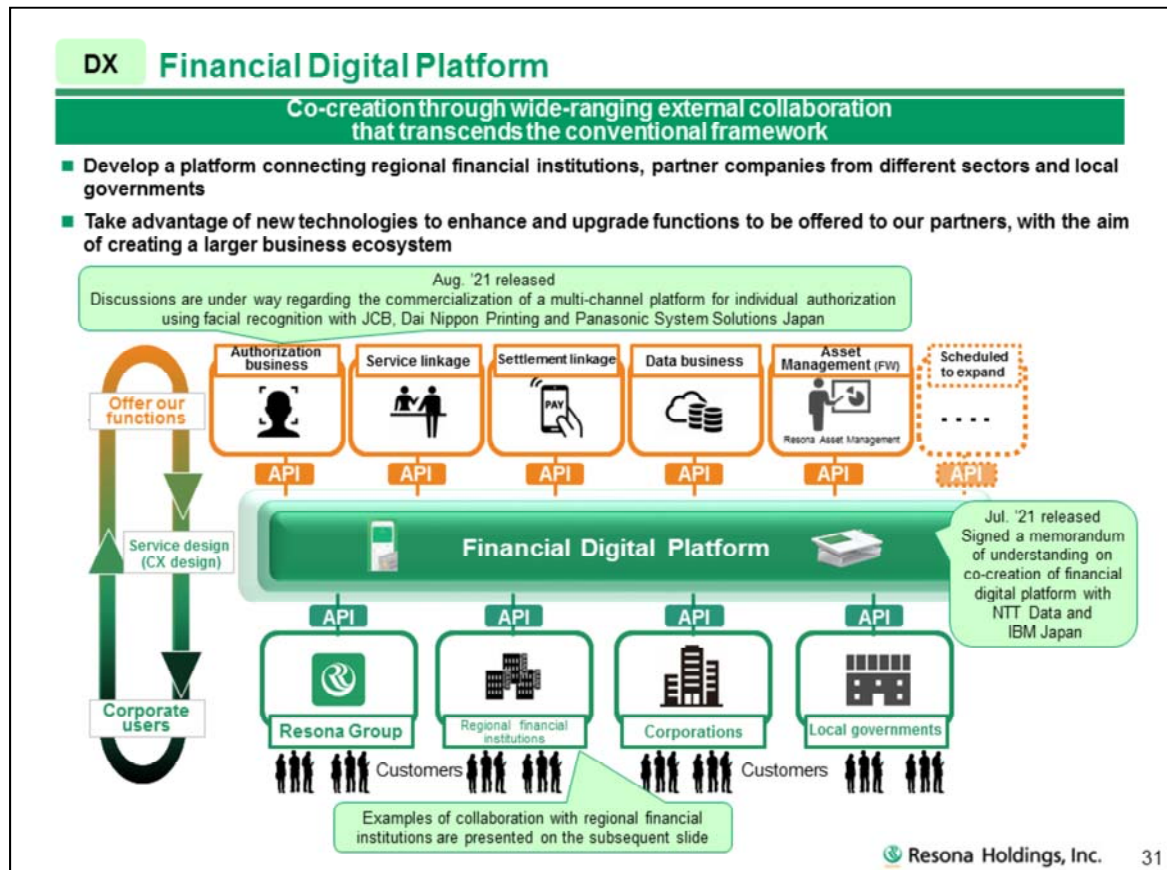 DX
Financial Digital Platform
Co-creation through wide-ranging external collaboration
that transcends the conventional framework
Develop a platform connecting regional financial institutions, partner companies from different sectors and local
governments
Take advantage of new technologies to enhance and upgrade functions to be offered to our partners, with the aim
of creating a larger business ecosystem
Aug. '21 released
Discussions are under way regarding the commercialization of a multi-channel platform for individual authorization
using facial recognition with JCB, Dai Nippon Printing and Panasonic System Solutions Japan
Authorization
business
Service linkage
Settlement linkage
PAY
Data business
Asset
Management (FW)
Resona Asset Management
Scheduled
to expand
- - - -
Offer our
functions
API
API
API
API
API
API
Service design
(CX design)
Financial Digital Platform
Jul. '21 released
Signed a memorandum
of understanding on
co-creation of financial
digital platform with
NTT Data and
IBM Japan
API
API
API
API
Corporate
users
Resona Group
Regional financial
institutions
Corporations
Local governments
Customers
Customers
Examples of collaboration with regional financial
institutions are presented on the subsequent slide
Resona Holdings, Inc.
31